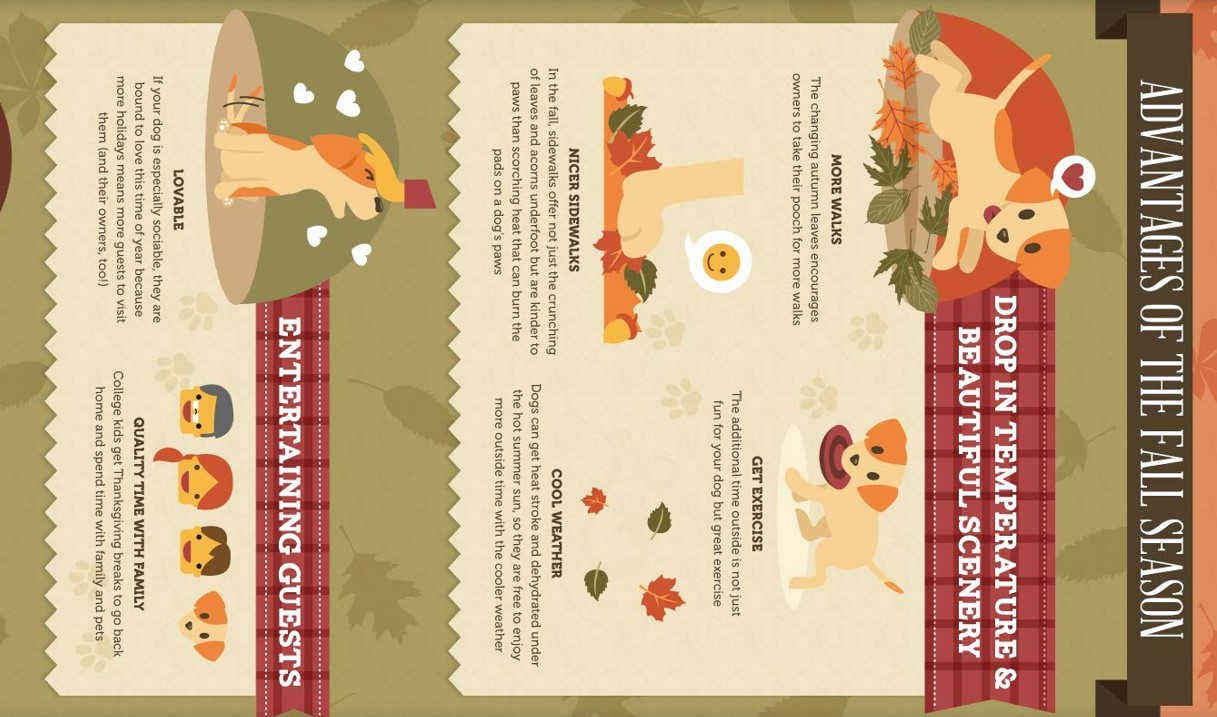 ADVANTAGES OF THE FALL SEASON
DROP IN TEMPERATURE &
BEAUTIFUL SCENERY
MORE WALKS
The changing autumn leaves encourages
owners to take their pooch for more walks
GET EXERCISE
The additional time outside is not just
fun for your dog but great exercise
NICER SIDEWALKS
In the fall, sidewalks offer not just the crunching
of leaves and acorns underfoot but are kinder to
paws than scorching heat that can burn the
pads on a dog's paws
COOL WEATHER
Dogs can get heat stroke and dehydrated under
the hot summer sun, so they are free to enjoy
more outside time with the cooler weather
ENTERTAINING GUESTS
LOVABLE
If your dog is especially sociable, they are
bound to love this time of year because
more holidays means more guests to visit
them (and their owners, too!)
QUALITY TIME WITH FAMILY
College kids get Thanksgiving breaks to go back
home and spend time with family and pets